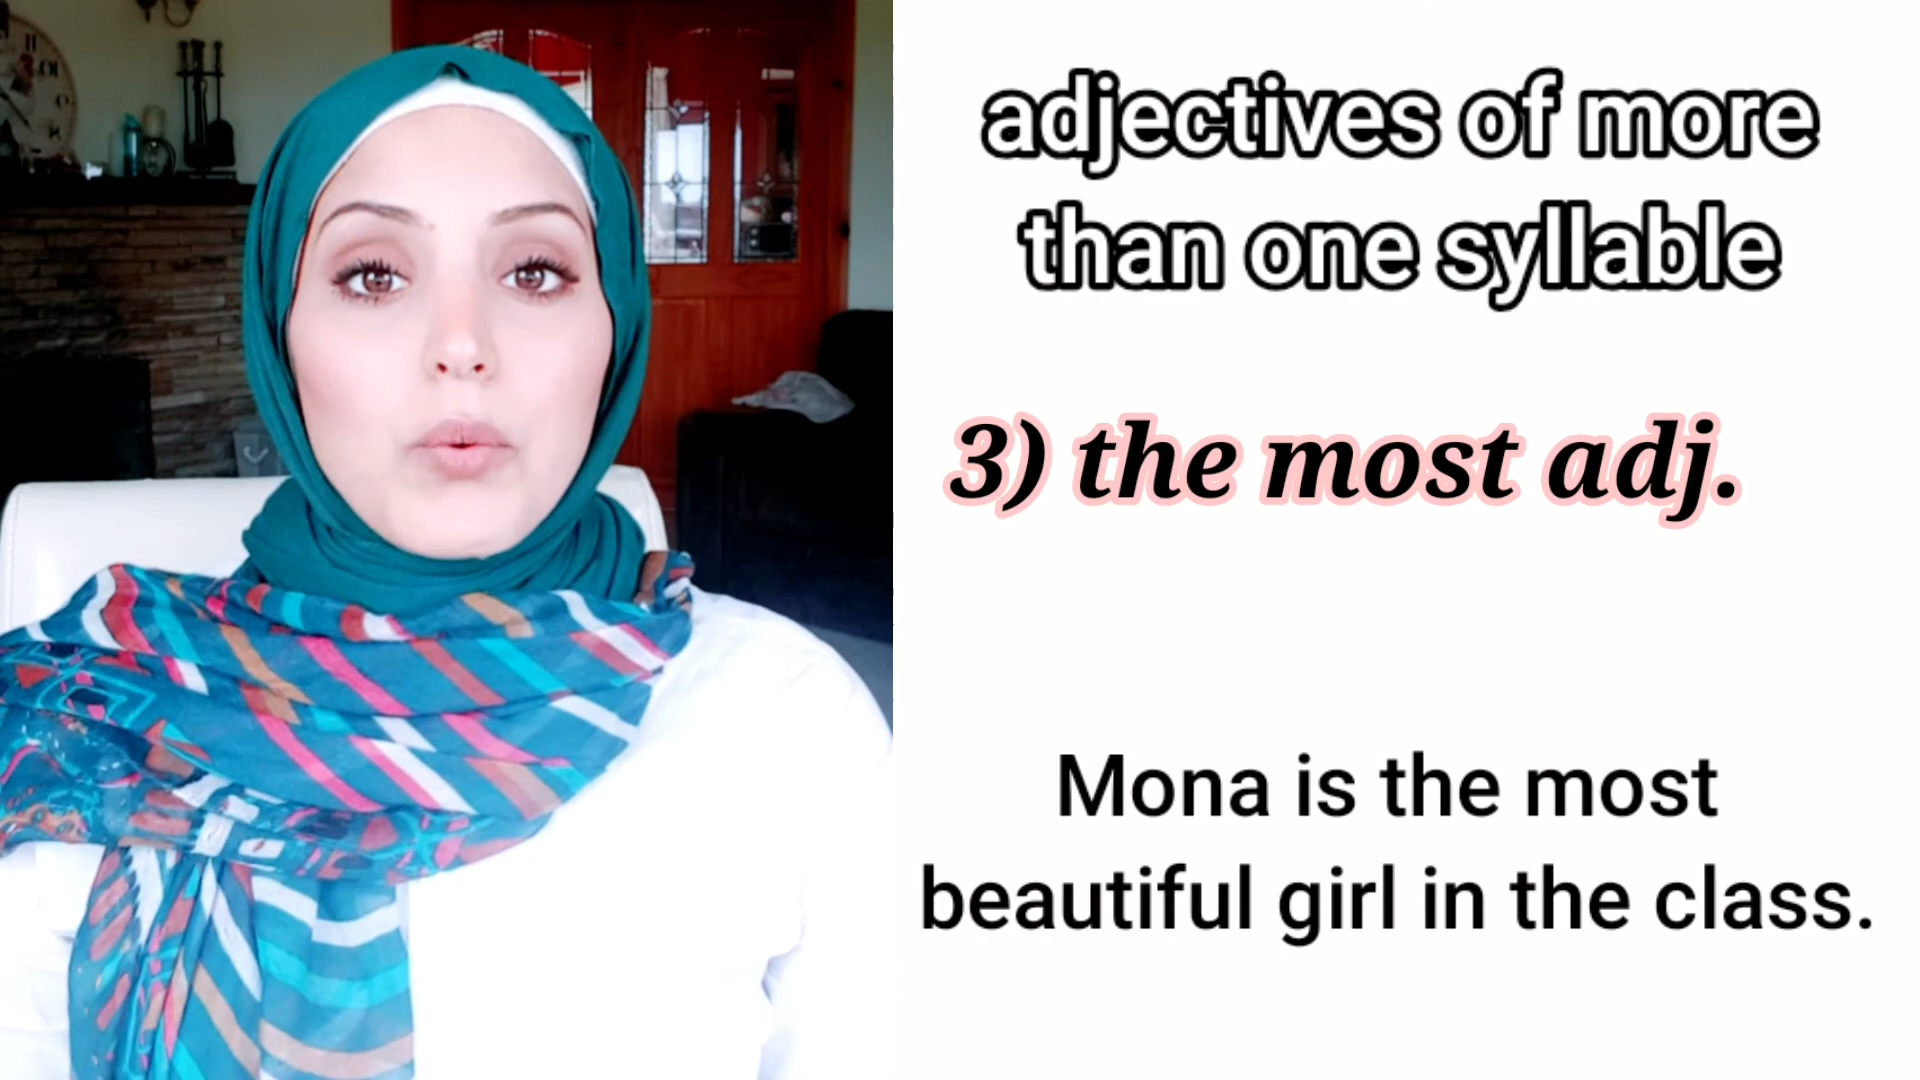 adjectives of more
than one syllable
3) the most adj.
Mona is the most
beautiful girl in the class.